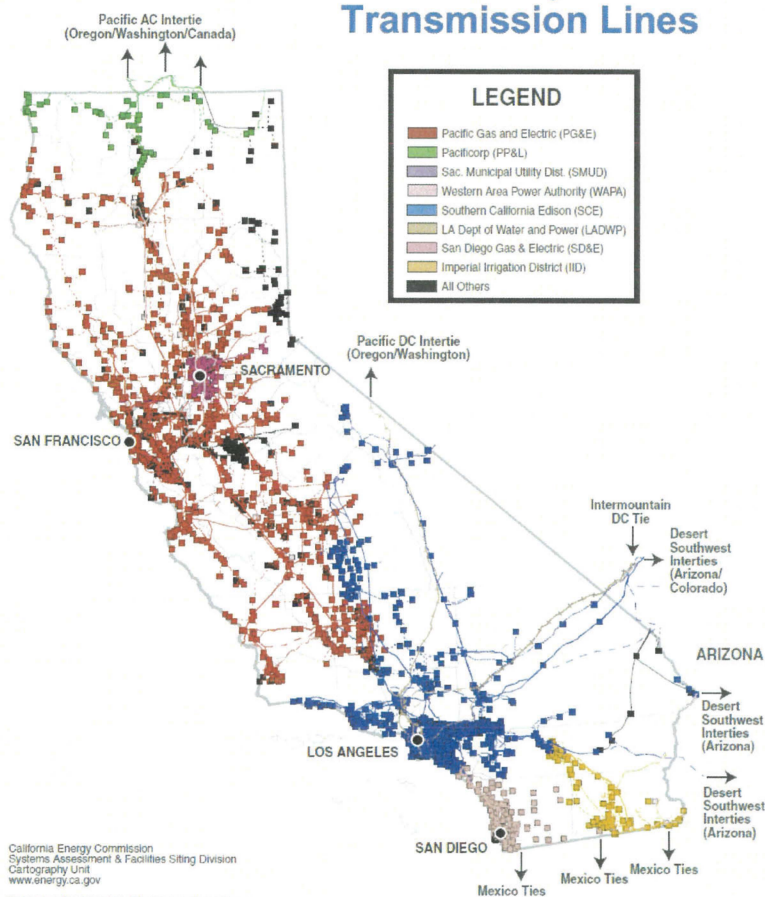 Transmission Lines
Pacific AC Intertie
(Oregon/Washington/Canada)
LEGEND
Pacific Gas and Electric (PG&E)
Pacificorp (PP&L)
Sac. Municipal Utility Dist. (SMUD)
Western Area Power Authority (WAPA)
Southern California Edison (SCE)
LA Dept of Water and Power (LADWP)
San Diego Gas & Electric (SD&E)
Imperial Irrigation District (IID)
All Others
Pacific DC Intertie
(Oregon/Washington)
SACRAMENTO
SAN FRANCISCO
Intermountain
DC Tie
Desert
Southwest
Interties
(Arizona/
Colorado)
ARIZONA
Desert
Southwest
Interties
(Arizona)
LOS ANGELES
Desert
Southwest
Interties
(Arizona)
SAN DIEGO
Mexico Ties
Mexico Ties
Mexico Ties
California Energy Commission
Systems Assessment & Facilities Siting Division
Cartography Unit
www.energy.ca.gov